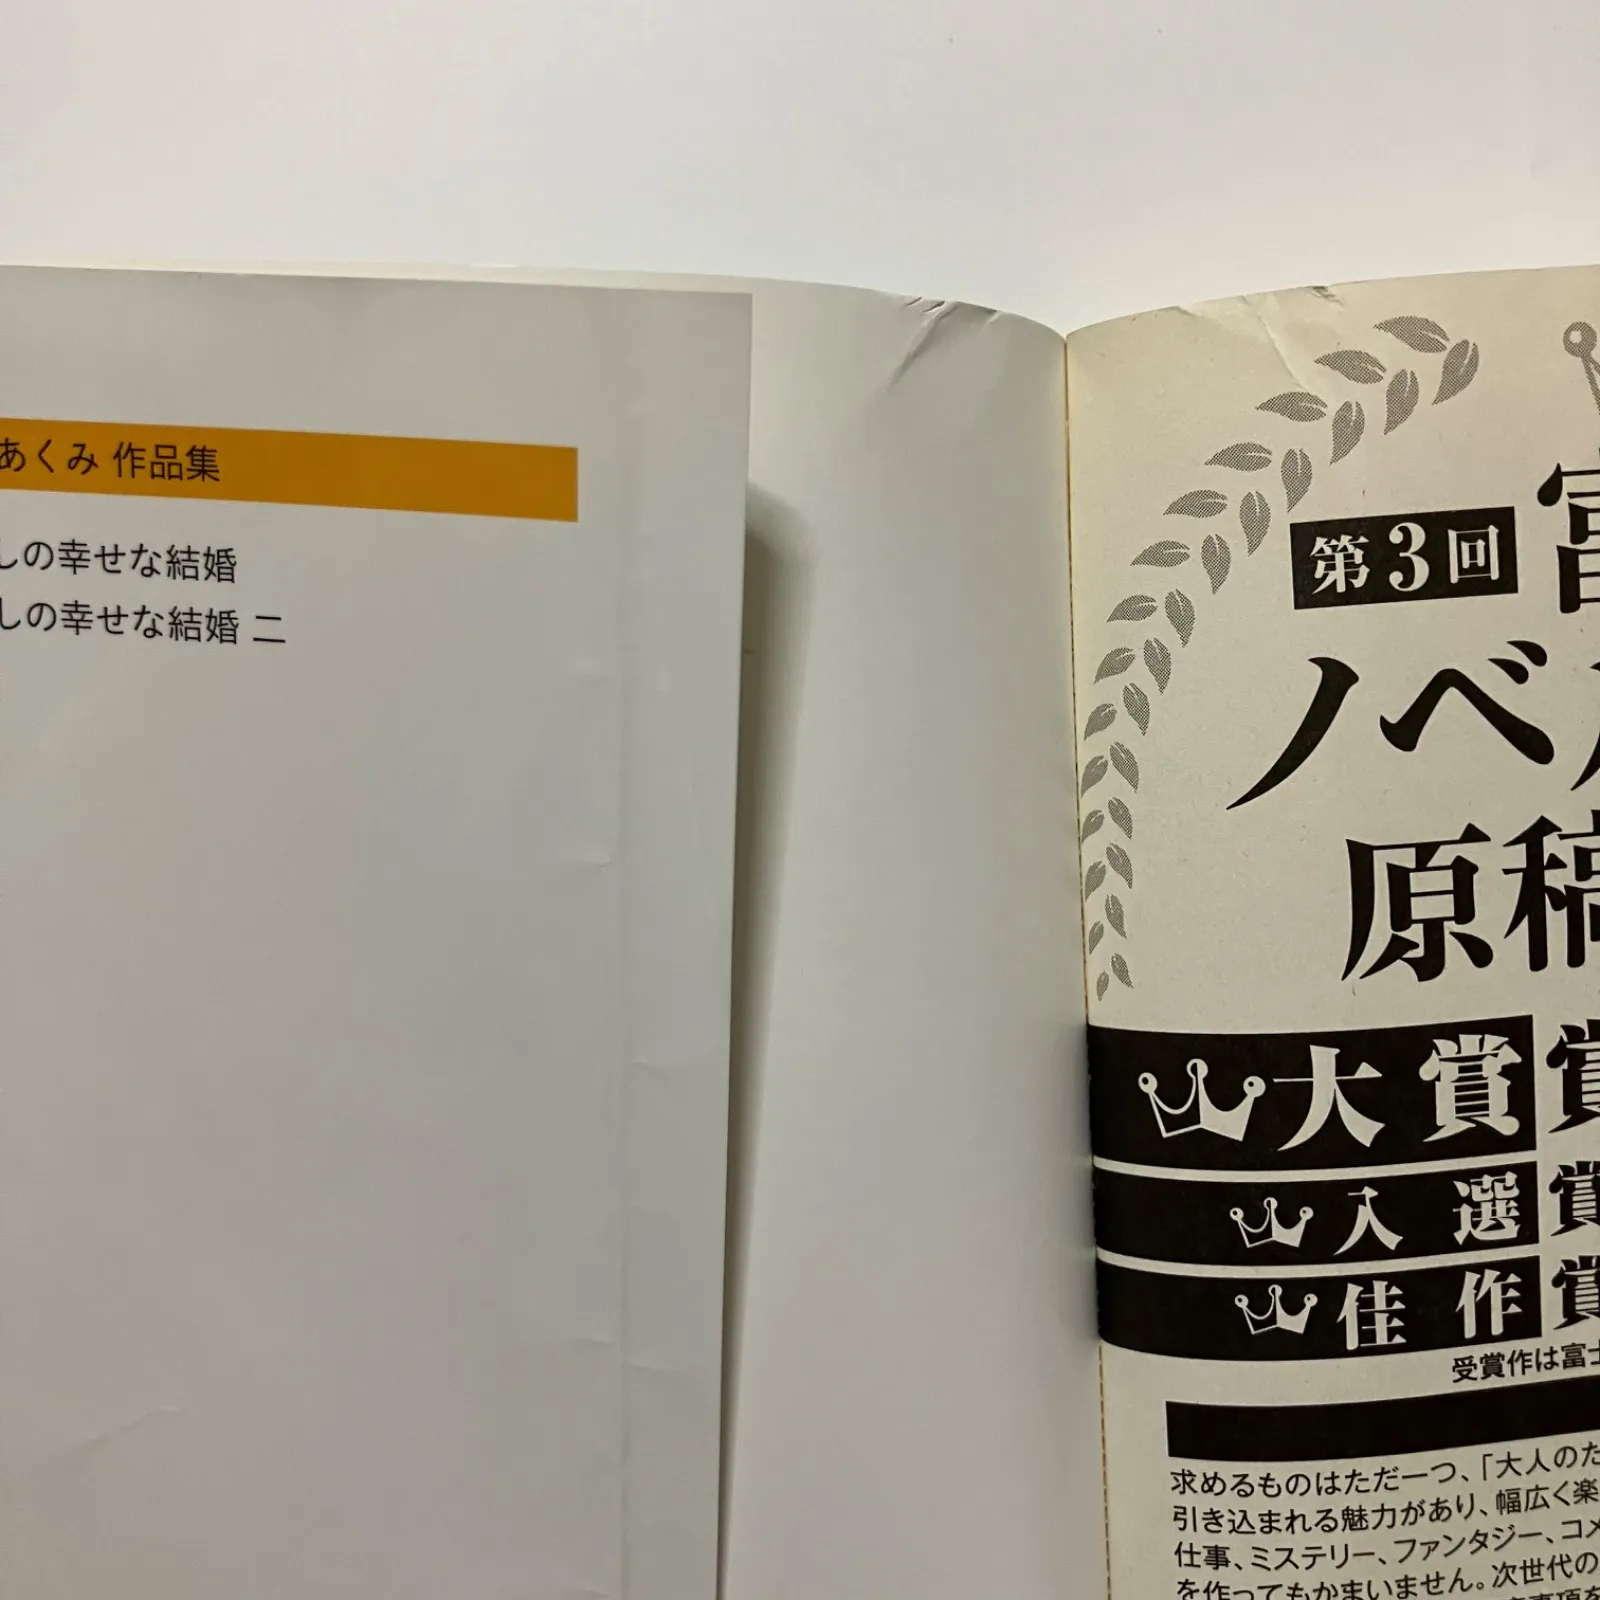 あくみ 作品集
しの幸せな結婚
しの幸せな結婚 二
第3回
富
ノベ
原稿
大賞 賞
入選 賞
佳作 賞
受賞作は富士
求めるものはただ一つ、「大人のた
引き込まれる魅力があり、幅広く楽
仕事、ミステリー、ファンタジー、コメ
を作ってもかまいません。次世代の